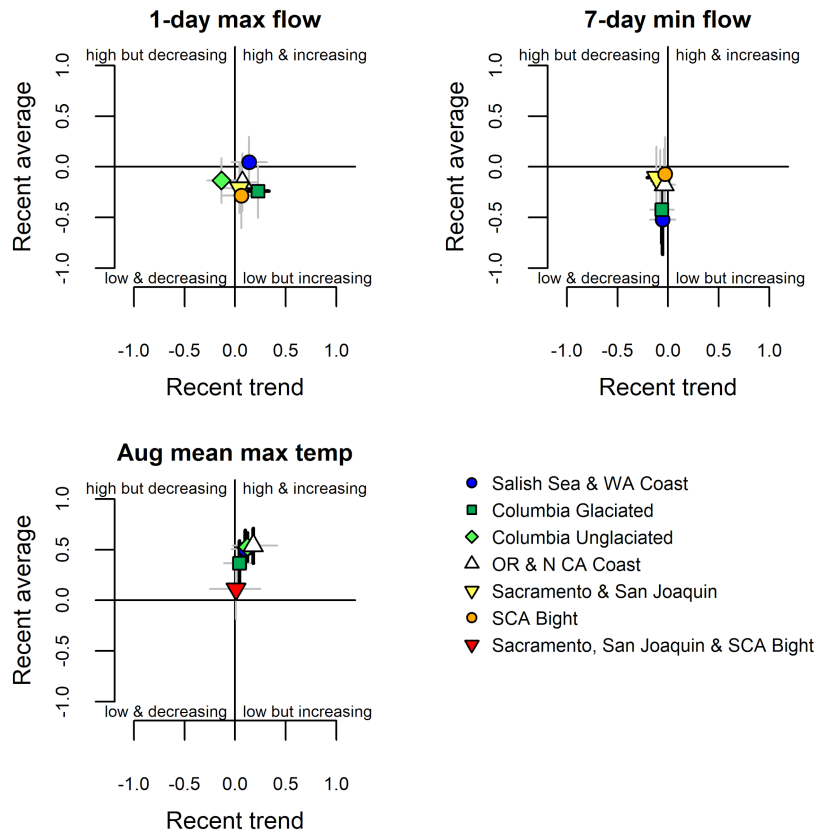 1-day max flow
high but decreasing
high & increasing
Recent average
1.0
0.5
0.0
-0.5
-1.0
low & decreasing
low but increasing
-1.0 -0.5 0.0 0.5 1.0
Recent trend
7-day min flow
high but decreasing
high & increasing
Recent average
1.0
0.5
0.0
-0.5
-1.0
low & decreasing
low but increasing
-1.0 -0.5 0.0 0.5 1.0
Recent trend
Aug mean max temp
high but decreasing
high & increasing
Recent average
1.0
0.5
0.0
-0.5
-1.0
low & decreasing
low but increasing
-1.0 -0.5 0.0 0.5 1.0
Recent trend
Salish Sea & WA Coast
Columbia Glaciated
Columbia Unglaciated
OR & N CA Coast
Sacramento & San Joaquin
SCA Bight
Sacramento, San Joaquin & SCA Bight